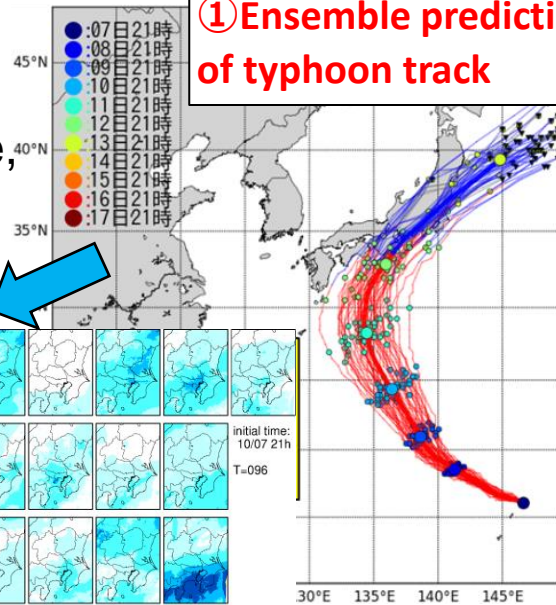 ①Ensemble predicti
of typhoon track
e,
:07日21時
:08日21時
:09日21時
:10日21時
:11日21時
:12日21時
:13日21時
:14日21時
:15日21時
:16日21時
:17日21時
45°N
40°N
35°N
initial time:
10/07 21h
T=096
130°E 135°E 140°E 145°E